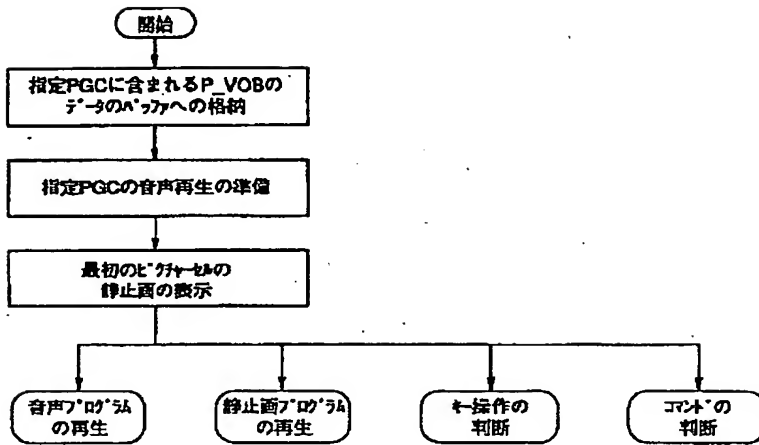 開始
指定PGCに含まれるP_VOBの
ﾃﾞｰﾀのﾊﾞｯﾌｧへの格納
指定PGCの音声再生の準備
最初のﾋﾟｸﾁｬｰｾﾙの
静止画の表示
音声ﾌﾟﾛｸﾞﾗﾑ
の再生
静止画ﾌﾟﾛｸﾞﾗﾑ
の再生
ｷｰ操作の
判断
ｺﾏﾝﾄﾞの
判断